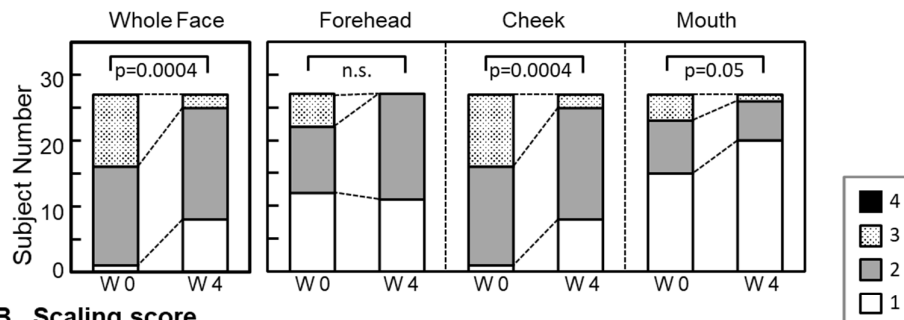 Whole Face Forehead Cheek Mouth
Subject Number
30
20
10
0
p=0.0004 n.s. p=0.0004 p=0.05
W 0 W 4 W 0 W 4 W 0 W 4 W 0 W 4
4
3
2
1
B Scaling score